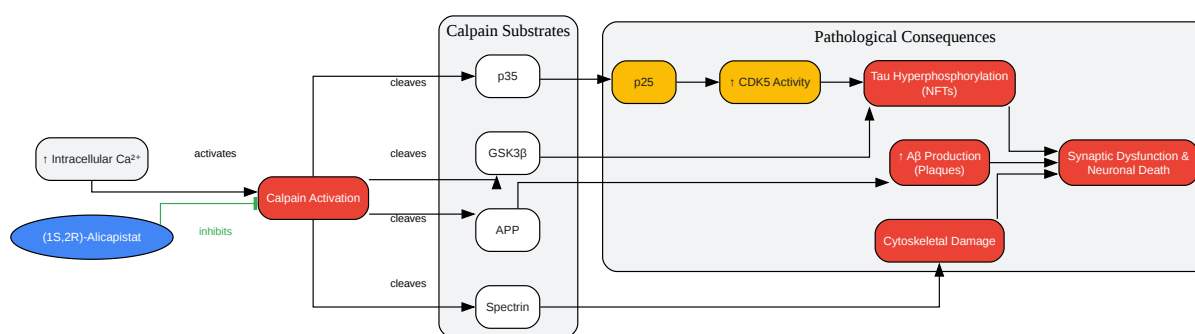 Calpain Substrates
Pathological Consequences
p35
cleaves
p25
↑ CDK5 Activity
Tau Hyperphosphorylation
(NFTs)
↑ Intracellular Ca²⁺
activates
cleaves
GSK3β
↑ Aβ Production
(Plaques)
Synaptic Dysfunction &
Neuronal Death
Calpain Activation
(1S,2R)-Alicapistat
inhibits
cleaves
APP
Cytoskeletal Damage
cleaves
Spectrin